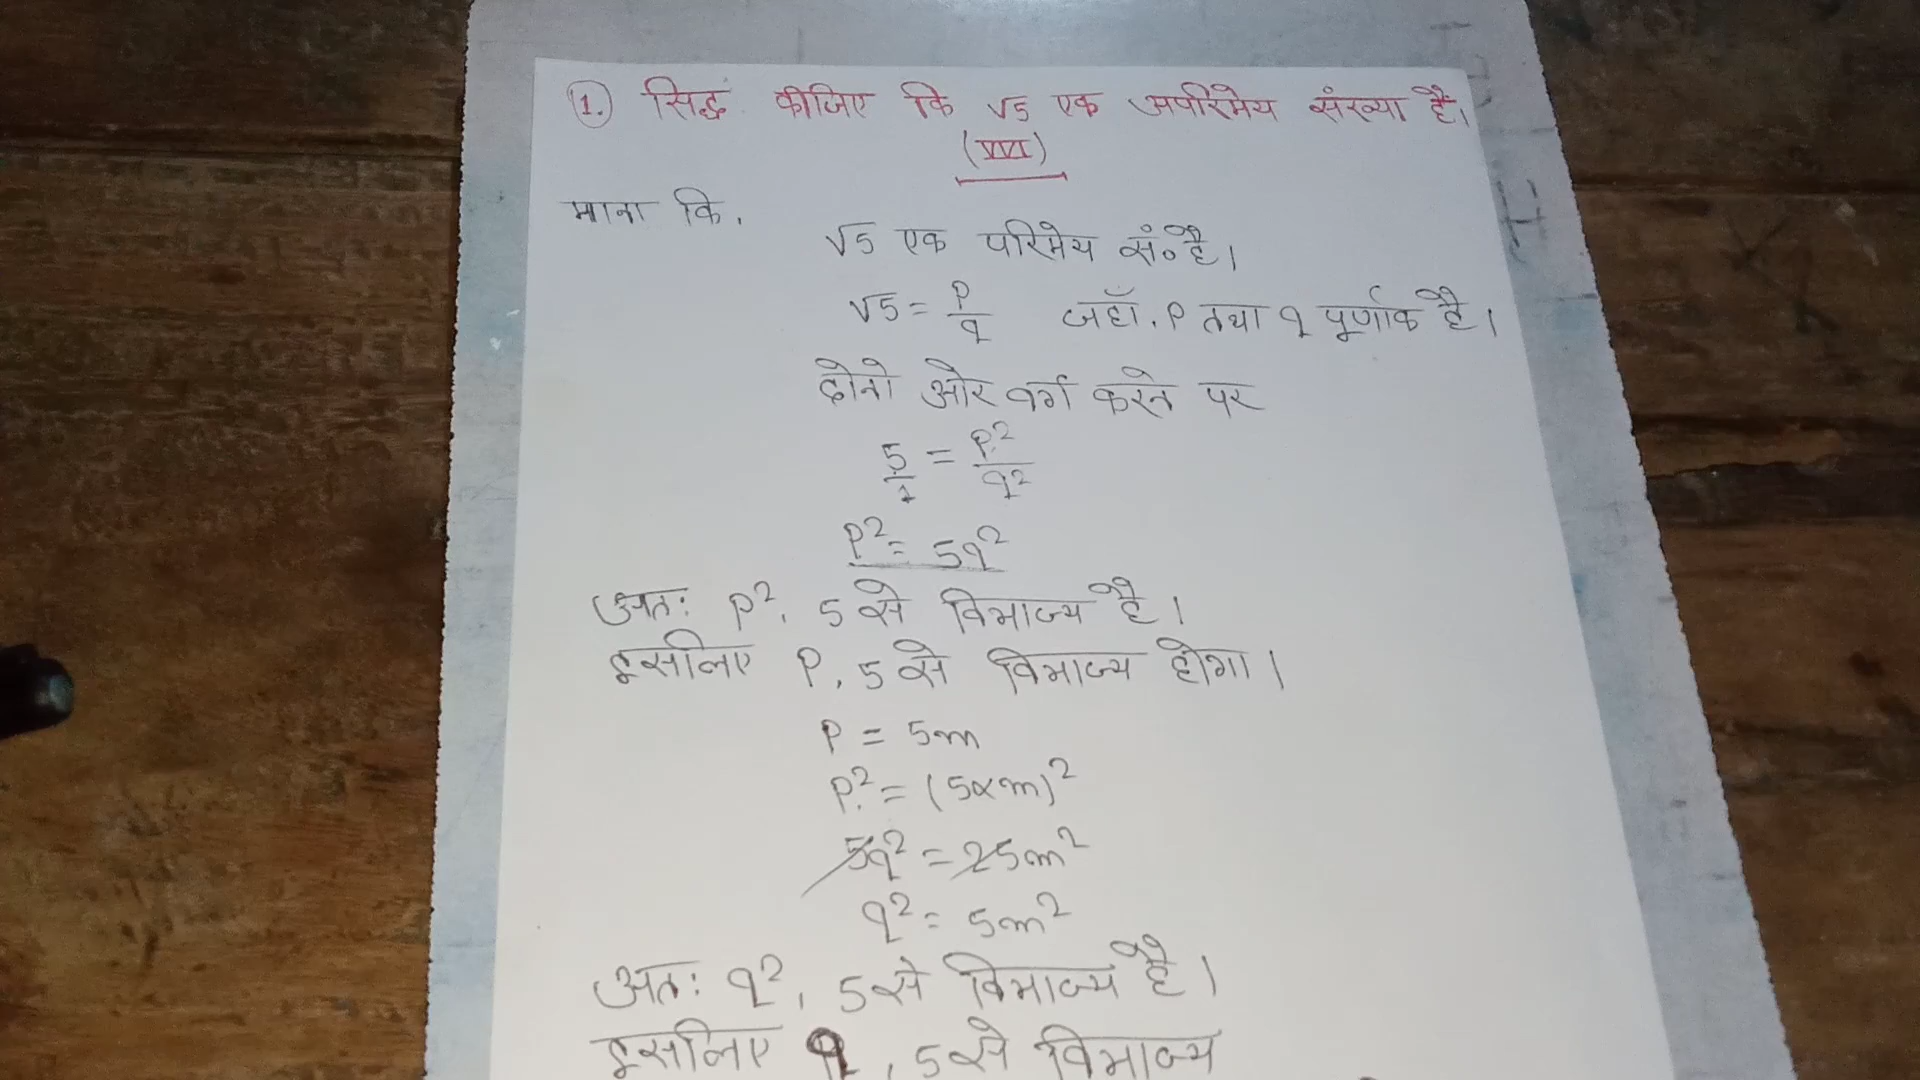 1. सिद्ध कीजिए कि √5 एक अपरिमेय संख्या है।
(VVI)
माना कि,
√5 एक परिमेय सं० है।
√5 = p/q जहाँ, P तथा q पूर्णांक है।
दोनो ओर वर्ग करने पर
5/1 = P²/q²
P² = 5q²
अतः P², 5 से विभाज्य है।
इसलिए P, 5 से विभाज्य होगा।
P = 5m
P² = (5×m)²
5q² = 25m²
q² = 5m²
अतः q², 5 से विभाज्य है।
इसलिए q, 5 से विभाज्य